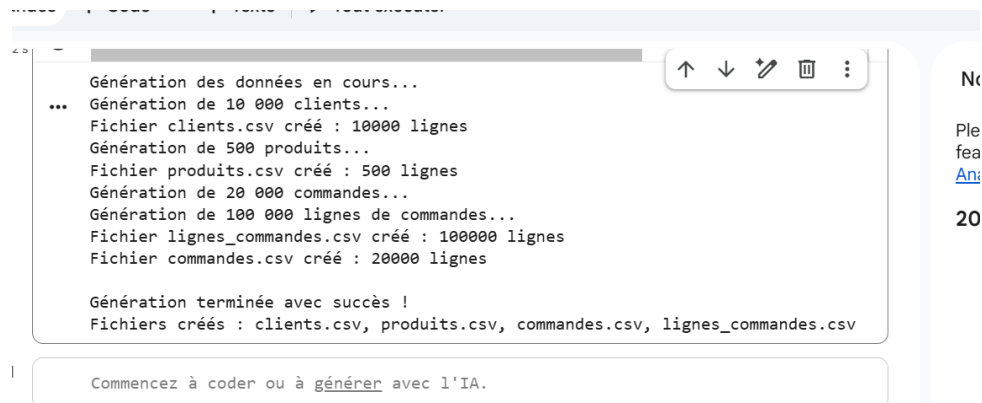 Génération des données en cours...
Génération de 10 000 clients...
Fichier clients.csv créé : 10000 lignes
Génération de 500 produits...
Fichier produits.csv créé : 500 lignes
Génération de 20 000 commandes...
Génération de 100 000 lignes de commandes...
Fichier lignes_commandes.csv créé : 100000 lignes
Fichier commandes.csv créé : 20000 lignes
Génération terminée avec succès !
Fichiers créés : clients.csv, produits.csv, commandes.csv, lignes_commandes.csv
Commencez à coder ou à générer avec l'IA.
20